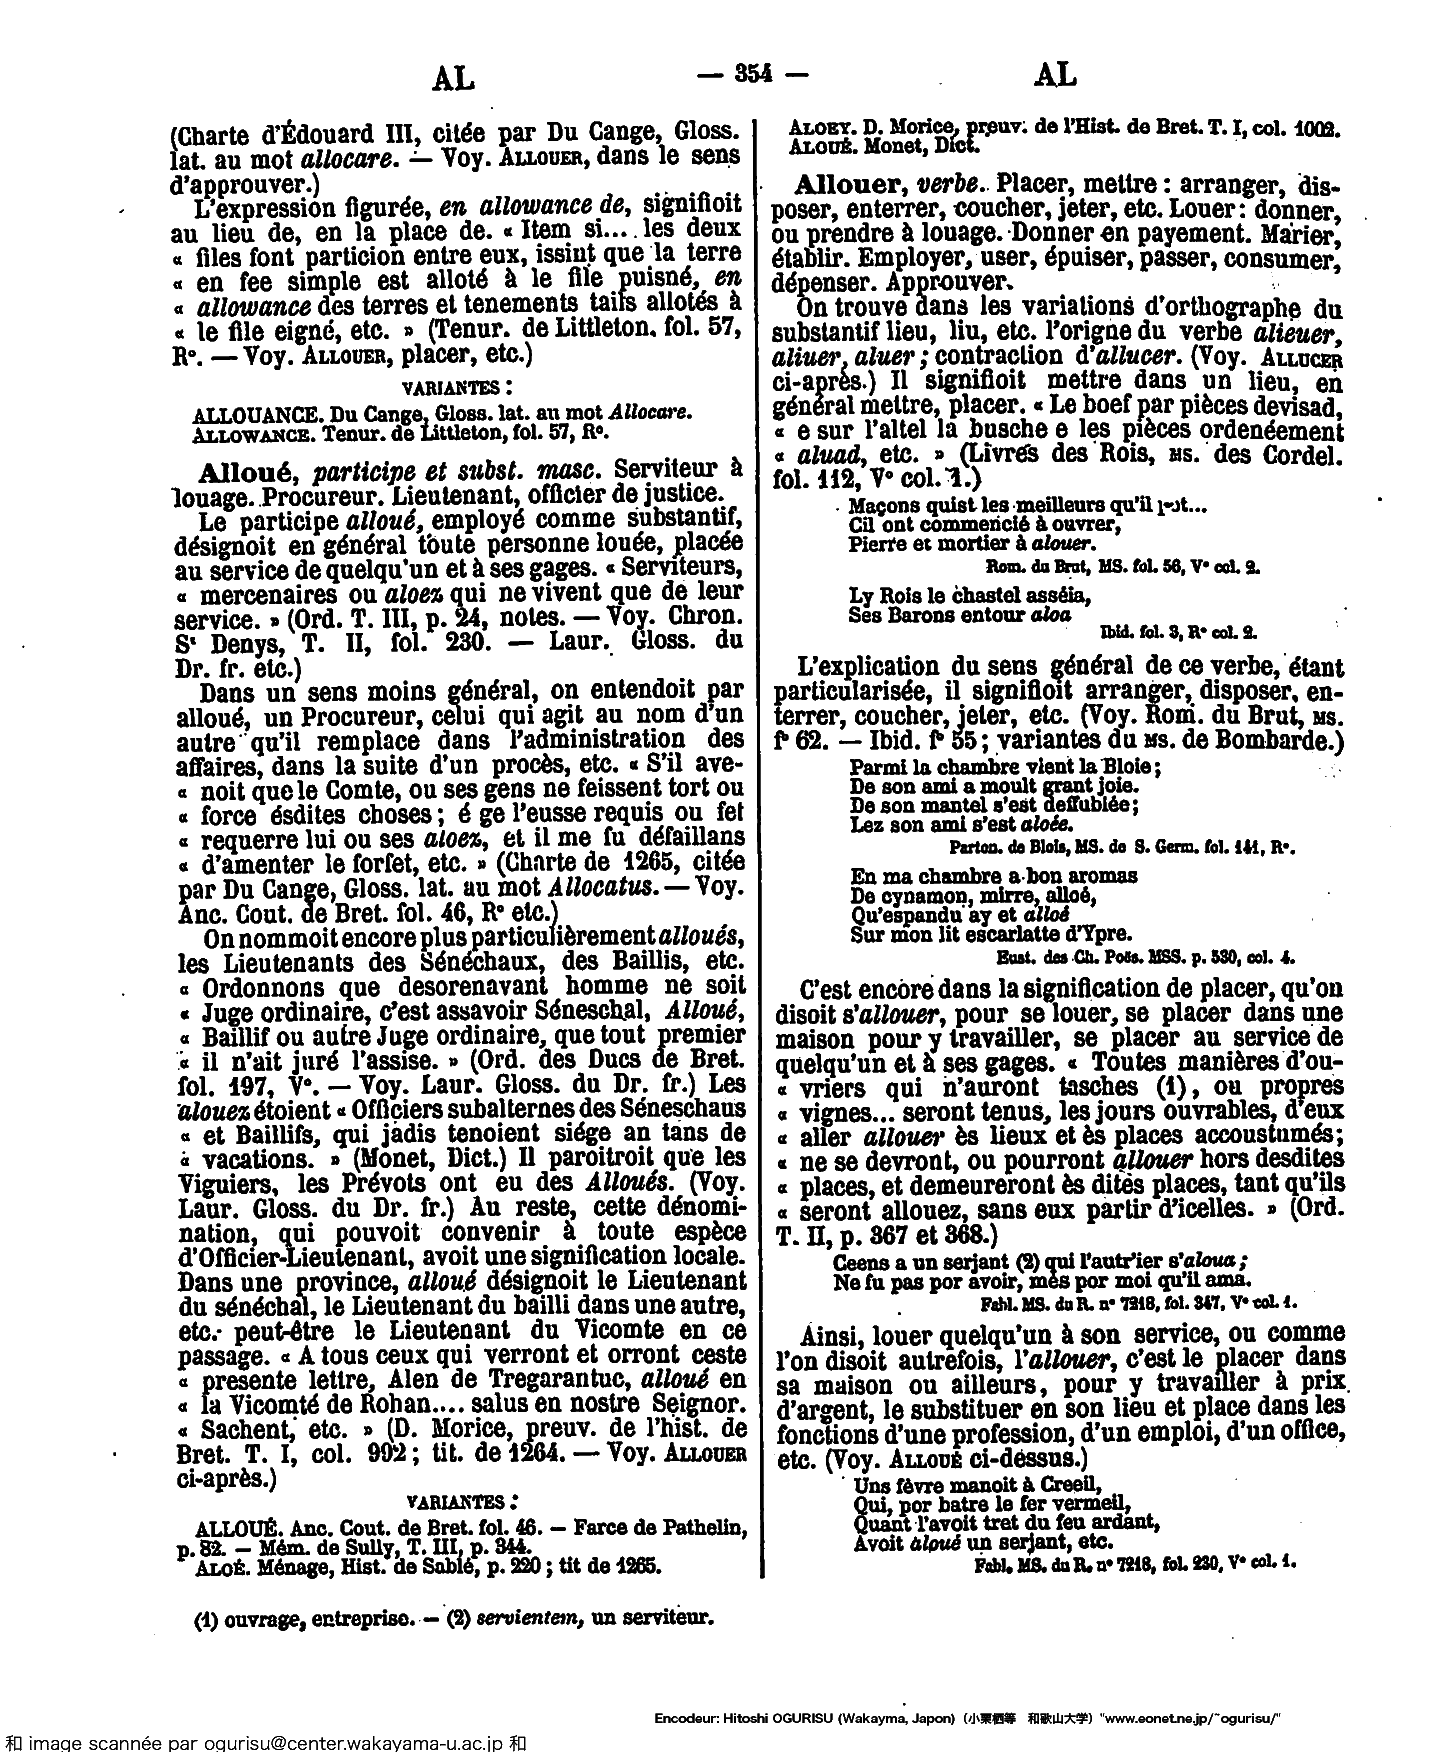 AL
— 354 —
AL
(Charte d'Édouard III, citée par Du Cange, Gloss.
lat. au mot allocare. — Voy. ALLOUER, dans le sens
d'approuver.)
L'expression figurée, en allowance de, signifioit
au lieu de, en la place de. « Item si.... les deux
« files font particion entre eux, issint que la terre
« en fee simple est alloté à le file puisné, en
« allowance des terres et tenements tails allotés à
« le file eigné, etc. » (Tenur. de Littleton. fol. 57,
R°. — Voy. ALLOUER, placer, etc.)
VARIANTES :
ALLOUANCE. Du Cange, Gloss. lat. au mot Allocare.
ALLOWANCE. Tenur. de Littleton, fol. 57, R°.
Alloué, participe et subst. masc. Serviteur à
louage. Procureur. Lieutenant, officier de justice.
Le participe alloué, employé comme substantif,
désignoit en général toute personne louée, placée
au service de quelqu'un et à ses gages. « Serviteurs,
« mercenaires ou aloez qui ne vivent que de leur
service. » (Ord. T. III, p. 24, notes. — Voy. Chron.
St Denys, T. II, fol. 230. — Laur. Gloss. du
Dr. fr. etc.)
Dans un sens moins général, on entendoit par
alloué, un Procureur, celui qui agit au nom d'un
autre qu'il remplace dans l'administration des
affaires, dans la suite d'un procès, etc. « S'il ave-
« noit que le Comte, ou ses gens ne feissent tort ou
« force ésdites choses ; é ge l'eusse requis ou fet
« requerre lui ou ses aloez, et il me fu défaillans
« d'amenter le forfet, etc. » (Charte de 1265, citée
par Du Cange, Gloss. lat. au mot Allocatus. — Voy.
Anc. Cout. de Bret. fol. 46, R° etc.)
On nommoit encore plus particulièrement alloués,
les Lieutenants des Sénéchaux, des Baillis, etc.
« Ordonnons que desorenavant homme ne soit
« Juge ordinaire, c'est assavoir Séneschal, Alloué,
« Baillif ou autre Juge ordinaire, que tout premier
« il n'ait juré l'assise. » (Ord. des Ducs de Bret.
fol. 197, V°. — Voy. Laur. Gloss. du Dr. fr.) Les
alouez étoient « Officiers subalternes des Séneschaus
« et Baillifs, qui jadis tenoient siége an tans de
« vacations. » (Monet, Dict.) Il paroitroit que les
Viguiers, les Prévots ont eu des Alloués. (Voy.
Laur. Gloss. du Dr. fr.) Au reste, cette dénomi-
nation, qui pouvoit convenir à toute espèce
d'Officier-Lieutenant, avoit une signification locale.
Dans une province, alloué désignoit le Lieutenant
du sénéchal, le Lieutenant du bailli dans une autre,
etc. peut-être le Lieutenant du Vicomte en ce
passage. « A tous ceux qui verront et orront ceste
« presente lettre, Alen de Tregarantuc, alloué en
« la Vicomté de Rohan.... salus en nostre Seignor.
« Sachent, etc. » (D. Morice, preuv. de l'hist. de
Bret. T. I, col. 992 ; tit. de 1264. — Voy. ALLOUER
ci-après.)
VARIANTES :
ALLOUÉ. Anc. Cout. de Bret. fol. 46. — Farce de Pathelin,
p. 82. — Mém. de Sully, T. III, p. 344.
ALOÉ. Ménage, Hist. de Sablé, p. 220 ; tit de 1265.
ALOEY. D. Morice, preuv. de l'Hist. de Bret. T. I, col. 1002.
ALOUÉ. Monet, Dict.
Allouer, verbe. Placer, mettre : arranger, dis-
poser, enterrer, coucher, jeter, etc. Louer : donner,
ou prendre à louage. Donner en payement. Marier,
établir. Employer, user, épuiser, passer, consumer,
dépenser. Approuver.
On trouve dans les variations d'orthographe du
substantif lieu, liu, etc. l'origne du verbe alieuer,
aliuer, aluer ; contraction d'allucer. (Voy. ALLUCER
ci-après.) Il signifioit mettre dans un lieu, en
général mettre, placer. « Le boef par pièces devisad,
« e sur l'altel la busche e les pièces ordenéement
« aluad, etc. » (Livres des Rois, MS. des Cordel.
fol. 112, V° col. 1.)
Maçons quist les meilleurs qu'il pot...
Cil ont commencié à ouvrer,
Pierre et mortier à alouer.
Rom. du Brut, MS. fol. 56, V° col. 2.
Ly Rois le chastel asséia,
Ses Barons entour aloa
Ibid. fol. 3, R° col. 2.
L'explication du sens général de ce verbe, étant
particularisée, il signifioit arranger, disposer, en-
terrer, coucher, jeter, etc. (Voy. Rom. du Brut, MS.
f° 62. — Ibid. f° 55 ; variantes du MS. de Bombarde.)
Parmi la chambre vient la Bloie ;
De son ami a moult grant joie.
De son mantel s'est deffublée ;
Lez son ami s'est aloée.
Parton. de Blois, MS. de S. Germ. fol. 141, R°.
En ma chambre a bon aromas
De cynamon, mirre, alloé,
Qu'espandu ay et alloé
Sur mon lit escarlatte d'Ypre.
Eust. des Ch. Poës. MSS. p. 530, col. 4.
C'est encore dans la signification de placer, qu'on
disoit s'allouer, pour se louer, se placer dans une
maison pour y travailler, se placer au service de
quelqu'un et à ses gages. « Toutes manières d'ou-
« vriers qui n'auront tasches (1), ou propres
« vignes... seront tenus, les jours ouvrables, d'eux
« aller allouer ès lieux et ès places accoustumés ;
« ne se devront, ou pourront allouer hors desdites
« places, et demeureront ès dites places, tant qu'ils
« seront allouez, sans eux partir d'icelles. » (Ord.
T. II, p. 367 et 368.)
Ceens a un serjant (2) qui l'autr'ier s'aloua ;
Ne fu pas por avoir, mès por moi qu'il ama.
Fabl. MS. du R. n° 7218, fol. 347, V° col. 1.
Ainsi, louer quelqu'un à son service, ou comme
l'on disoit autrefois, l'allouer, c'est le placer dans
sa maison ou ailleurs, pour y travailler à prix
d'argent, le substituer en son lieu et place dans les
fonctions d'une profession, d'un emploi, d'un office,
etc. (Voy. ALLOUÉ ci-dessus.)
Uns fèvre manoit à Creeil,
Qui, por batre le fer vermeil,
Quant l'avoit tret du feu ardant,
Avoit aloué un serjant, etc.
Fabl. MS. du R. n° 7218, fol. 230, V° col. 1.
(1) ouvrage, entreprise. — (2) servientem, un serviteur.
Encodeur: Hitoshi OGURISU (Wakayma, Japon) (小栗栖等 和歌山大学) "www.eonet.ne.jp/~ogurisu/"
和 image scannée par ogurisu@center.wakayama-u.ac.jp 和